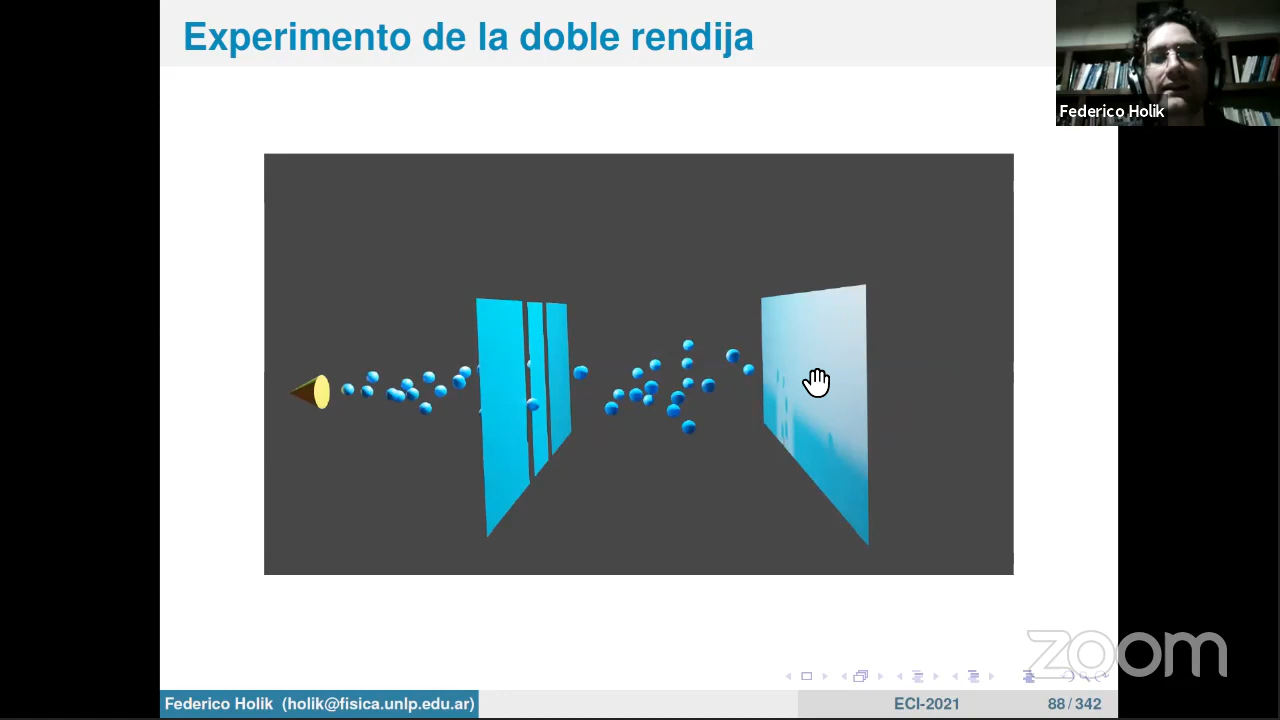 Experimento de la doble rendija
Federico Holik
zoom
Federico Holik (holik@fisica.unlp.edu.ar)
ECI-2021
88 / 342